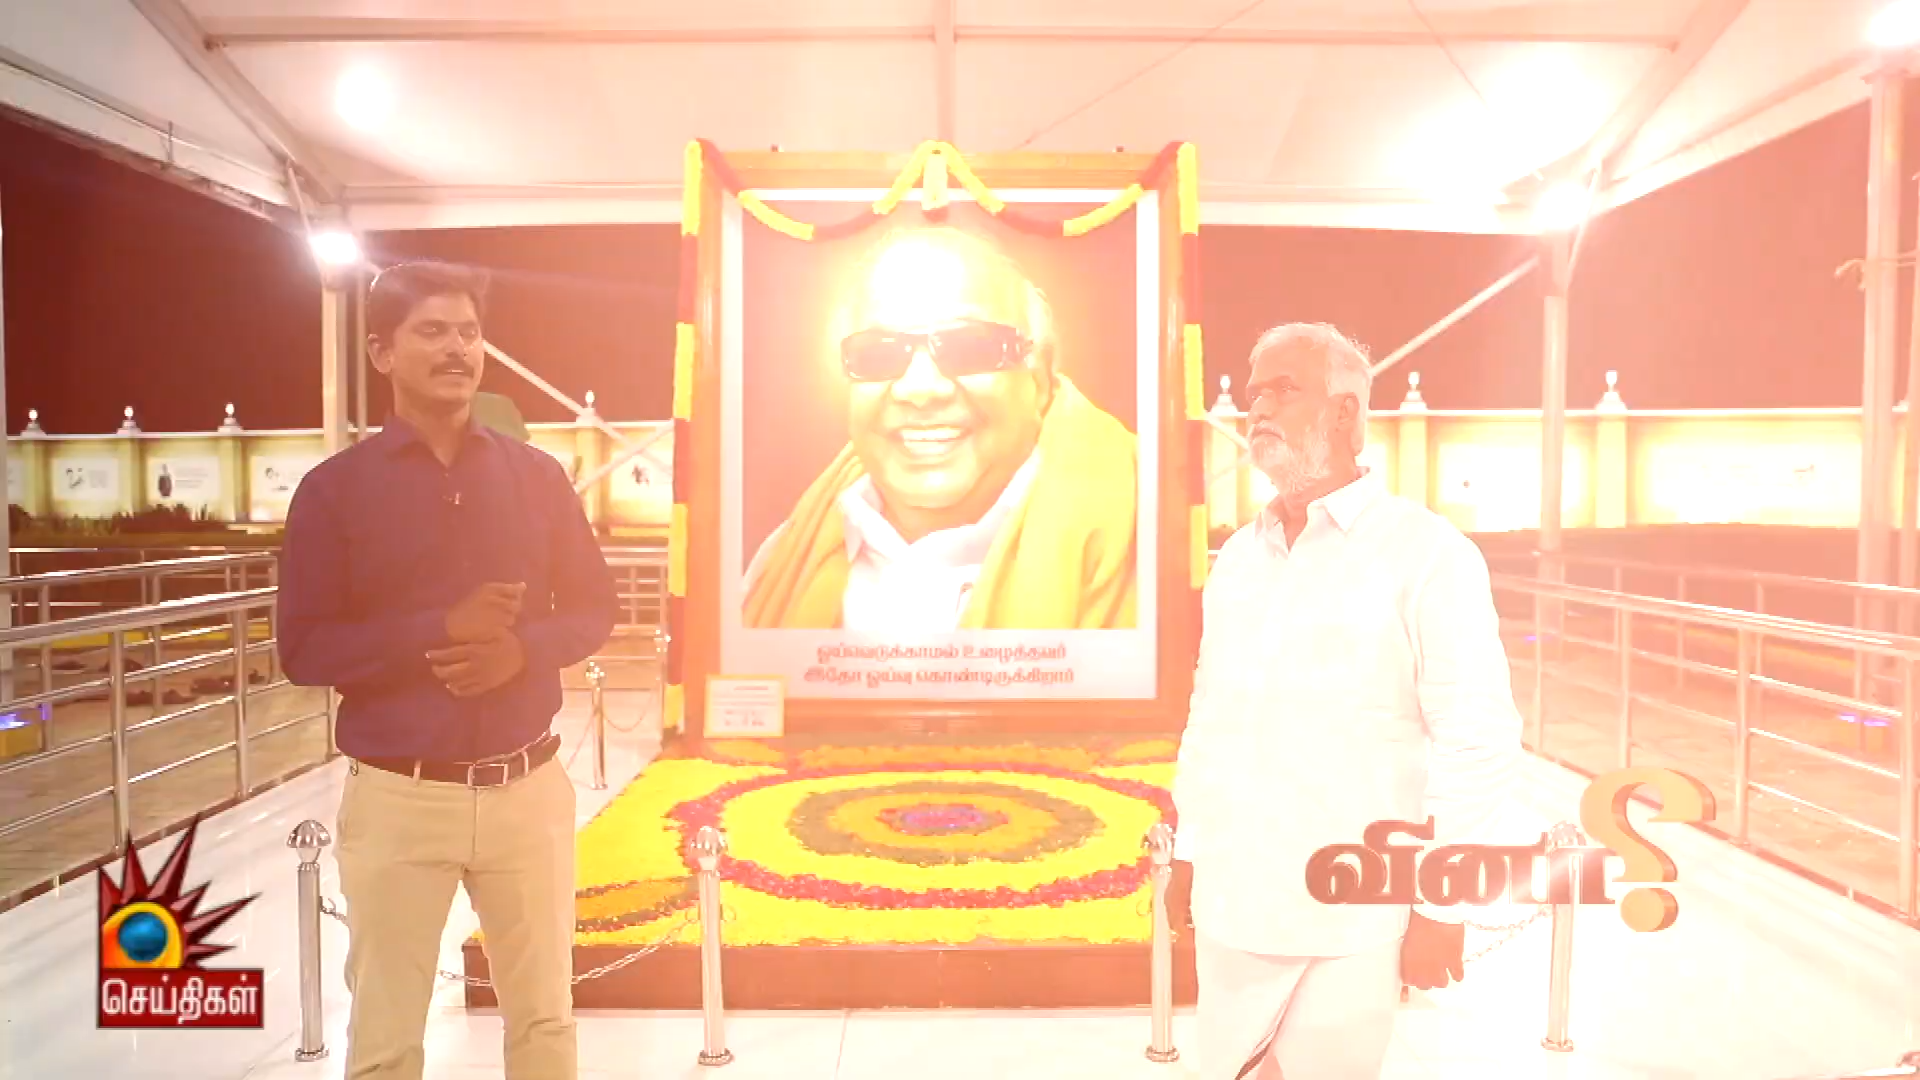 ஓய்வெடுக்காமல் உழைத்தவர்
இதோ ஓய்வு கொண்டிருக்கிறார்
வினா?
செய்திகள்